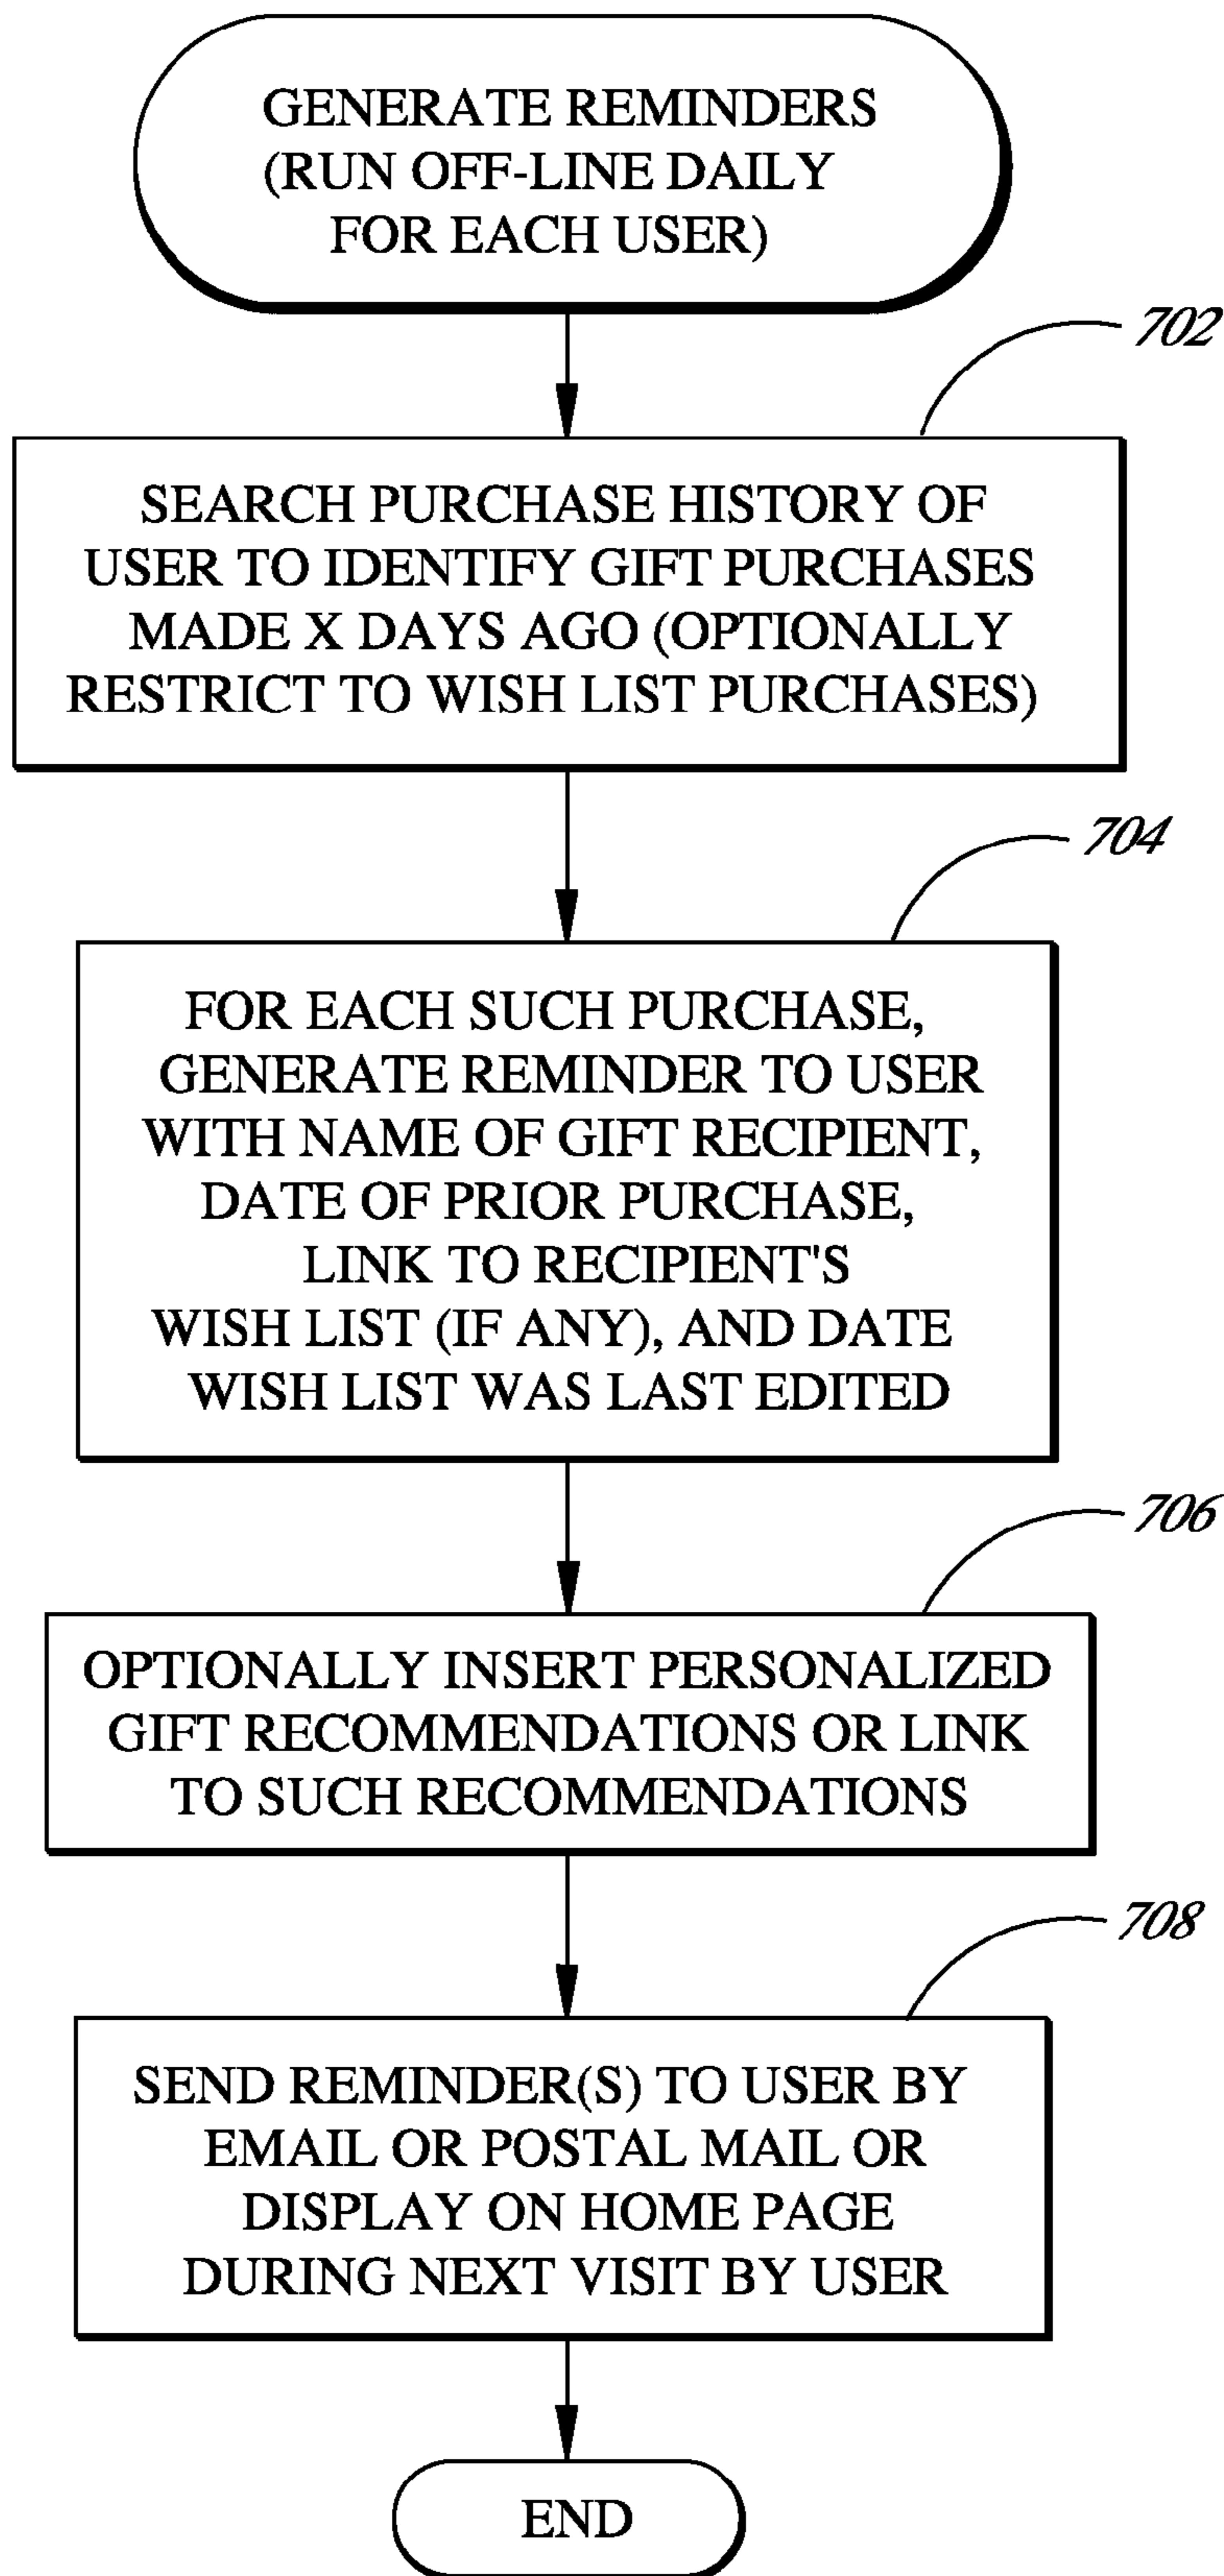 GENERATE REMINDERS
(RUN OFF-LINE DAILY
FOR EACH USER)
702
SEARCH PURCHASE HISTORY OF
USER TO IDENTIFY GIFT PURCHASES
MADE X DAYS AGO (OPTIONALLY
RESTRICT TO WISH LIST PURCHASES)
704
FOR EACH SUCH PURCHASE,
GENERATE REMINDER TO USER
WITH NAME OF GIFT RECIPIENT,
DATE OF PRIOR PURCHASE,
LINK TO RECIPIENT'S
WISH LIST (IF ANY), AND DATE
WISH LIST WAS LAST EDITED
706
OPTIONALLY INSERT PERSONALIZED
GIFT RECOMMENDATIONS OR LINK
TO SUCH RECOMMENDATIONS
708
SEND REMINDER(S) TO USER BY
EMAIL OR POSTAL MAIL OR
DISPLAY ON HOME PAGE
DURING NEXT VISIT BY USER
END